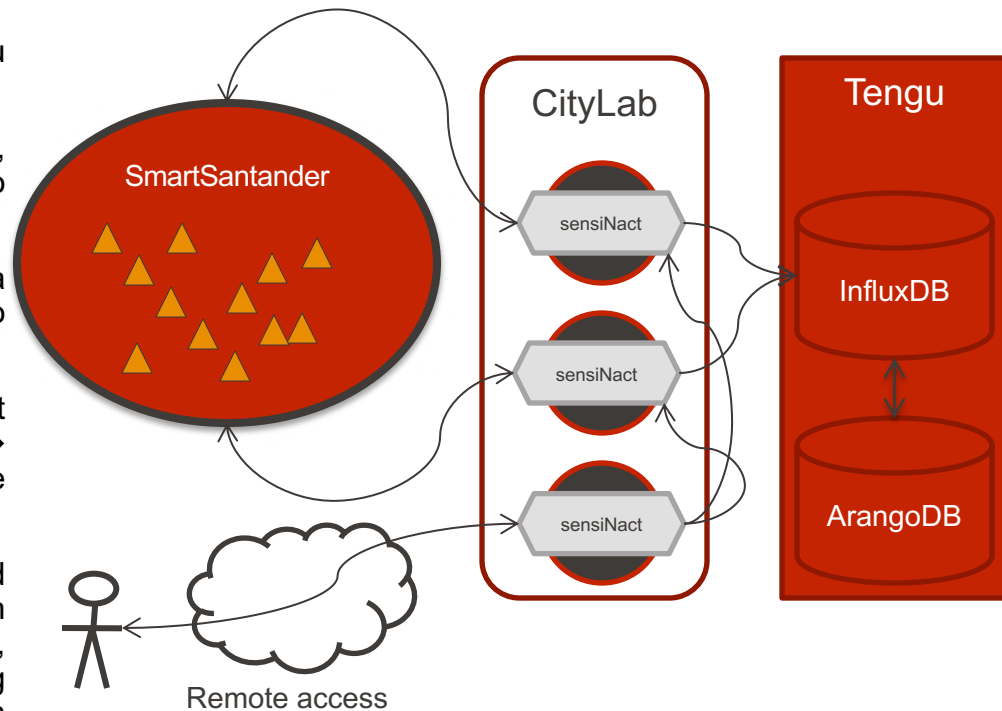 SmartSantander
CityLab
sensiNact
sensiNact
sensiNact
Tengu
InfluxDB
ArangoDB
Remote access